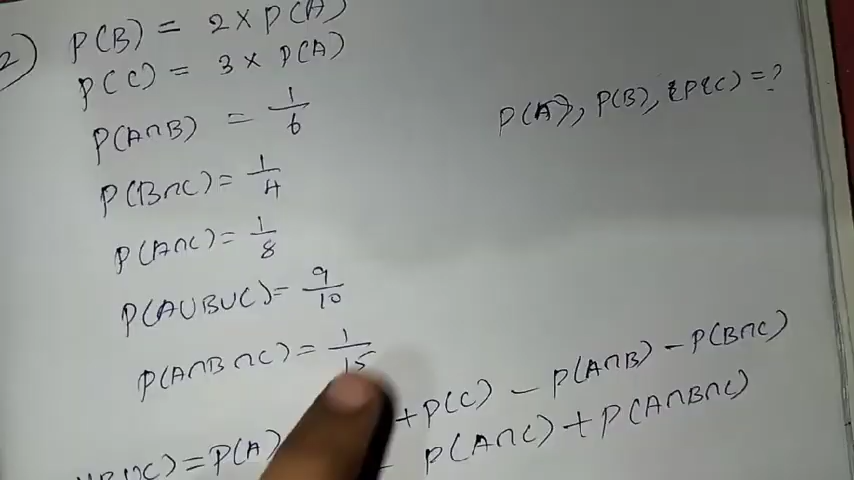 2) P(B) = 2 × P(A)
P(C) = 3 × P(A)
P(A), P(B), & P(C) = ?
P(A∩B) = 1/6
P(B∩C) = 1/4
P(A∩C) = 1/8
P(A∪B∪C) = 9/10
P(A∩B∩C) = 1/15
= P(A) + P(C) - P(A∩B) - P(B∩C)
- P(A∩C) + P(A∩B∩C)